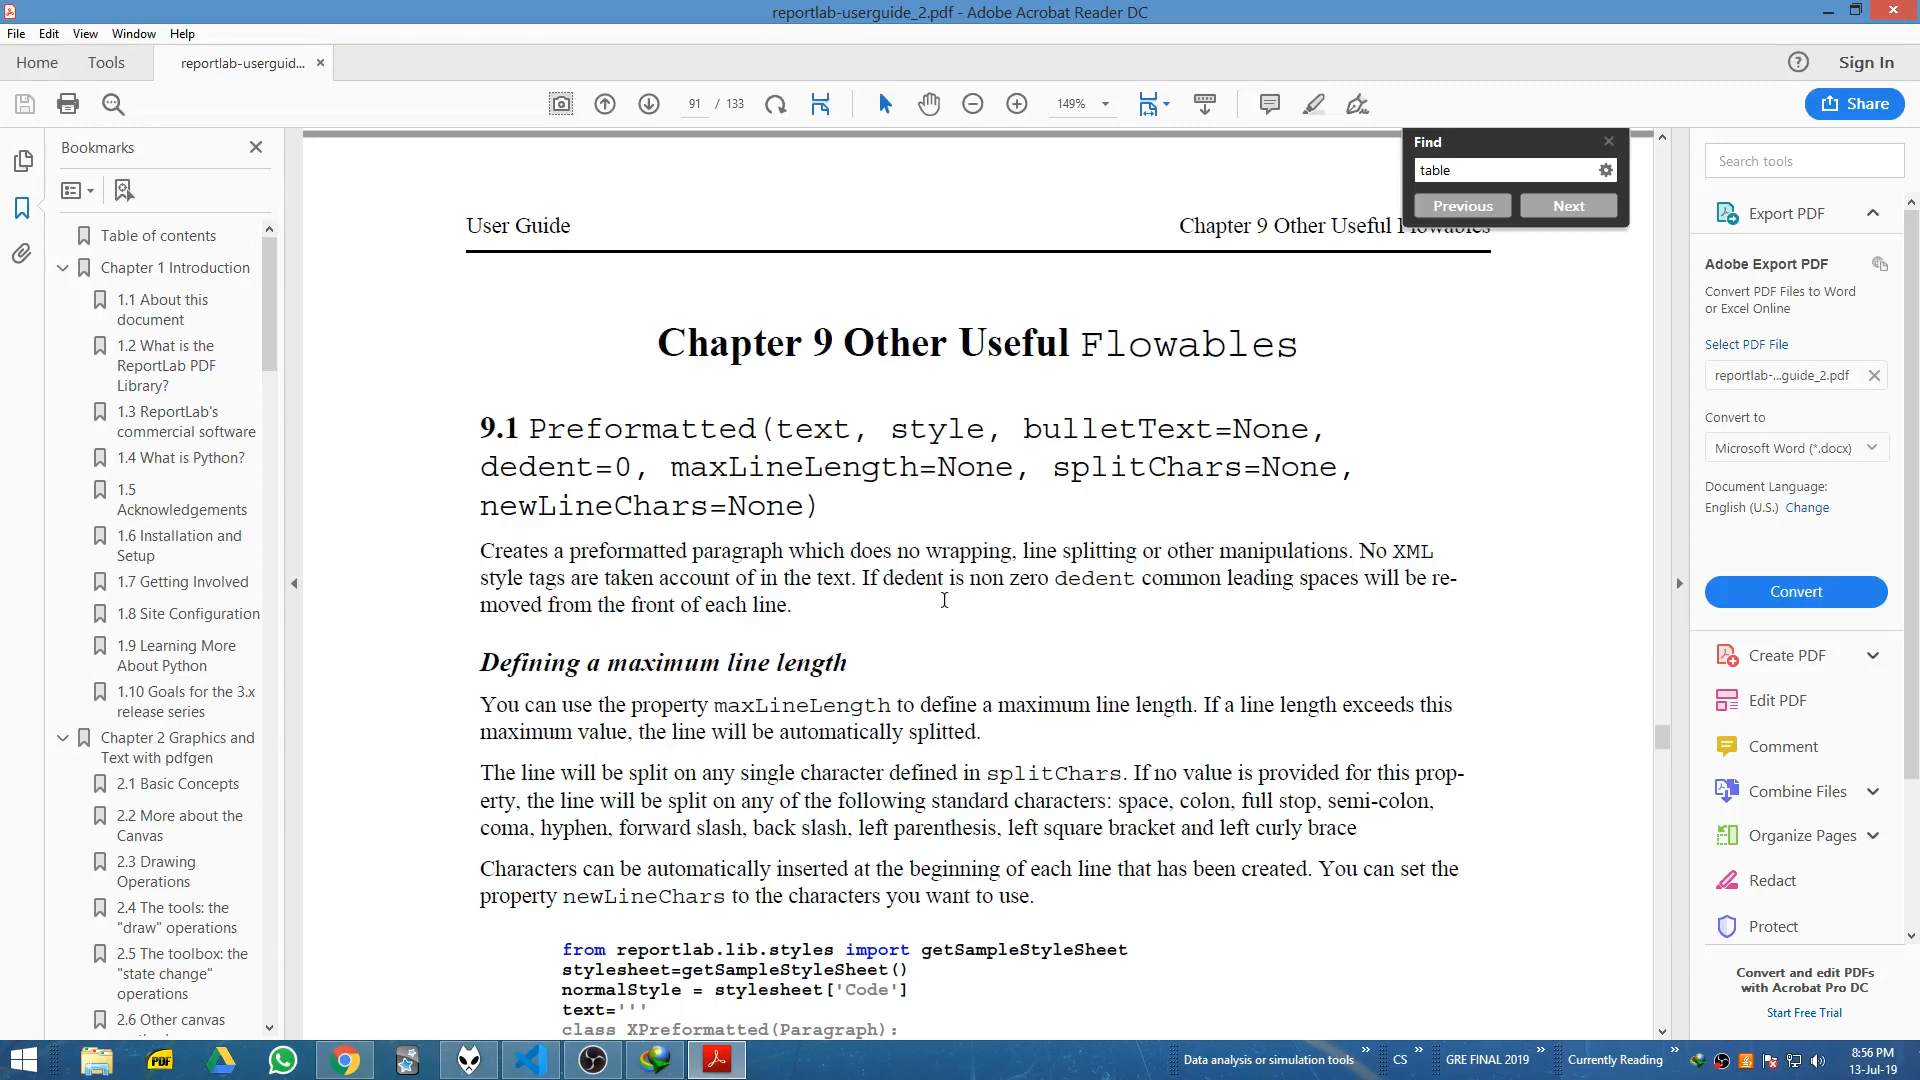 reportlab-userguide_2.pdf - Adobe Acrobat Reader DC
File Edit View Window Help
Home Tools reportlab-userguid... × Sign In
91 / 133 149% Share
Bookmarks
Table of contents
Chapter 1 Introduction
1.1 About this
document
1.2 What is the
ReportLab PDF
Library?
1.3 ReportLab's
commercial software
1.4 What is Python?
1.5
Acknowledgements
1.6 Installation and
Setup
1.7 Getting Involved
1.8 Site Configuration
1.9 Learning More
About Python
1.10 Goals for the 3.x
release series
Chapter 2 Graphics and
Text with pdfgen
2.1 Basic Concepts
2.2 More about the
Canvas
2.3 Drawing
Operations
2.4 The tools: the
"draw" operations
2.5 The toolbox: the
"state change"
operations
2.6 Other canvas
Find
table
Previous Next
User Guide Chapter 9 Other Useful Flowables
Chapter 9 Other Useful Flowables
9.1 Preformatted(text, style, bulletText=None,
dedent=0, maxLineLength=None, splitChars=None,
newLineChars=None)
Creates a preformatted paragraph which does no wrapping, line splitting or other manipulations. No XML
style tags are taken account of in the text. If dedent is non zero dedent common leading spaces will be re-
moved from the front of each line.
Defining a maximum line length
You can use the property maxLineLength to define a maximum line length. If a line length exceeds this
maximum value, the line will be automatically splitted.
The line will be split on any single character defined in splitChars. If no value is provided for this prop-
erty, the line will be split on any of the following standard characters: space, colon, full stop, semi-colon,
coma, hyphen, forward slash, back slash, left parenthesis, left square bracket and left curly brace
Characters can be automatically inserted at the beginning of each line that has been created. You can set the
property newLineChars to the characters you want to use.
from reportlab.lib.styles import getSampleStyleSheet
stylesheet=getSampleStyleSheet()
normalStyle = stylesheet['Code']
text='''
class XPreformatted(Paragraph):
Search tools
Export PDF
Adobe Export PDF
Convert PDF Files to Word
or Excel Online
Select PDF File
reportlab-...guide_2.pdf
Convert to
Microsoft Word (*.docx)
Document Language:
English (U.S.) Change
Convert
Create PDF
Edit PDF
Comment
Combine Files
Organize Pages
Redact
Protect
Convert and edit PDFs
with Acrobat Pro DC
Start Free Trial
PDF
Data analysis or simulation tools » CS » GRE FINAL 2019 » Currently Reading »
8:56 PM
13-Jul-19